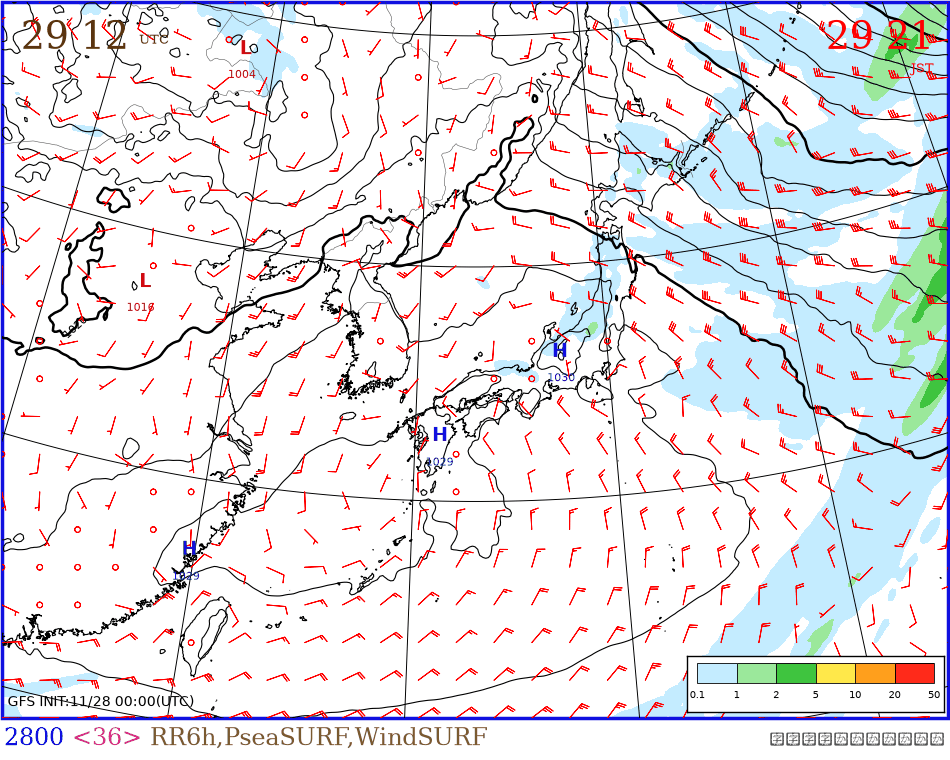 29 12 UTC
29 21
JST
L
1004
L
1016
H
1030
H
1029
H
1029
0.1 1 2 5 10 20 50
GFS INIT:11/28 00:00(UTC)
2800 <36> RR6h,PseaSURF,WindSURF